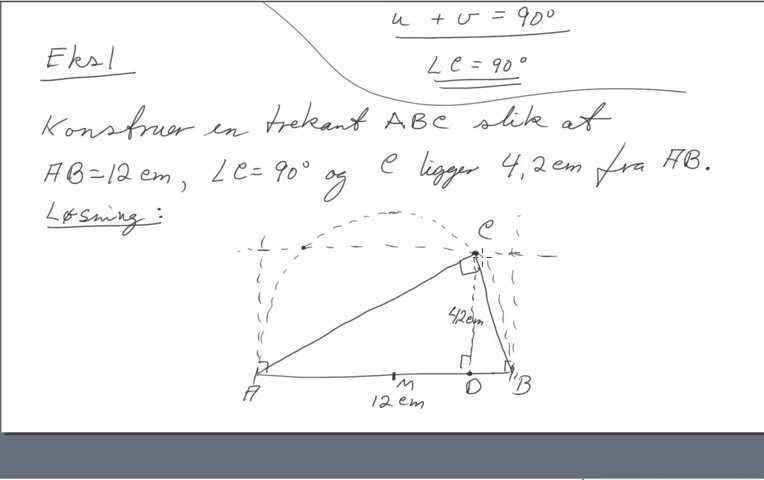 u + v = 90°
∠C = 90°
Eks1
Konstruer en trekant ABC slik at
AB=12 cm, ∠C= 90° og C ligger 4,2 cm fra AB.
Løsning:
C
4,2cm
A
M
D
B
12 cm